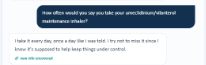 How often would you say you take your umeclidinium/vilanterol
maintenance inhaler?
I take it every day, once a day like I was told. I try not to miss it since I
know it's supposed to help keep things under control.